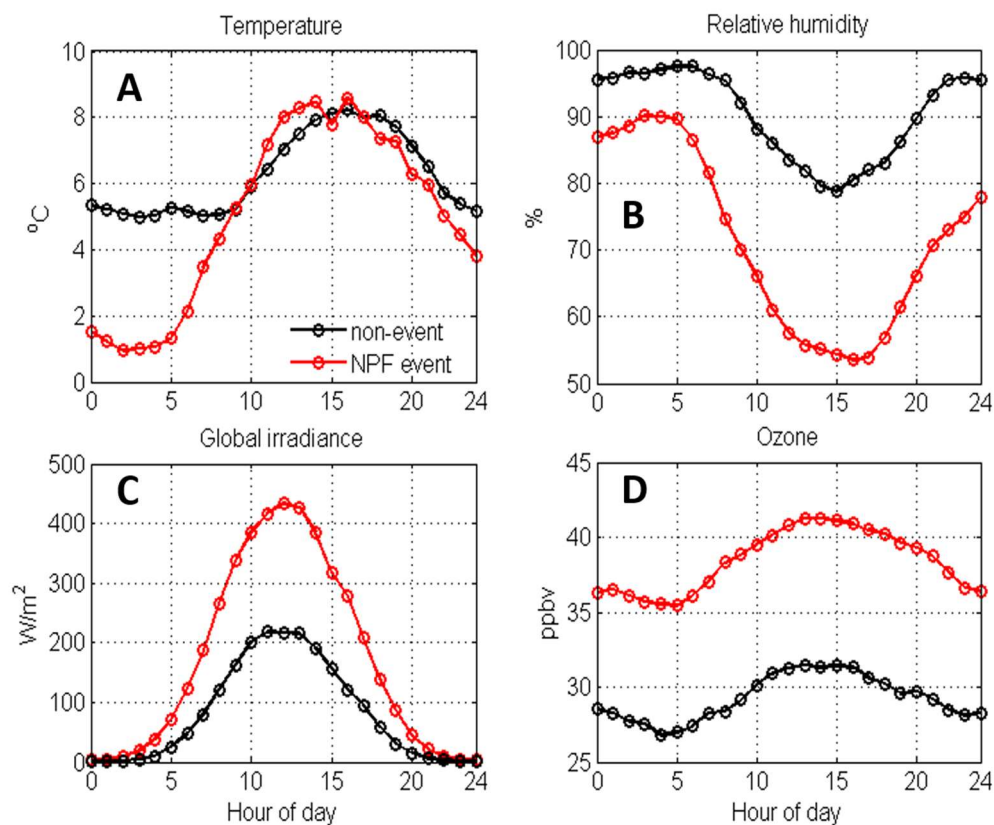 Temperature
A
ºC
10
8
6
4
2
0
0 5 10 15 20 24
non-event
NPF event
Relative humidity
B
%
100
90
80
70
60
50
0 5 10 15 20 24
Global irradiance
C
W/m²
500
400
300
200
100
0
0 5 10 15 20 24
Hour of day
Ozone
D
ppbv
45
40
35
30
25
0 5 10 15 20 24
Hour of day